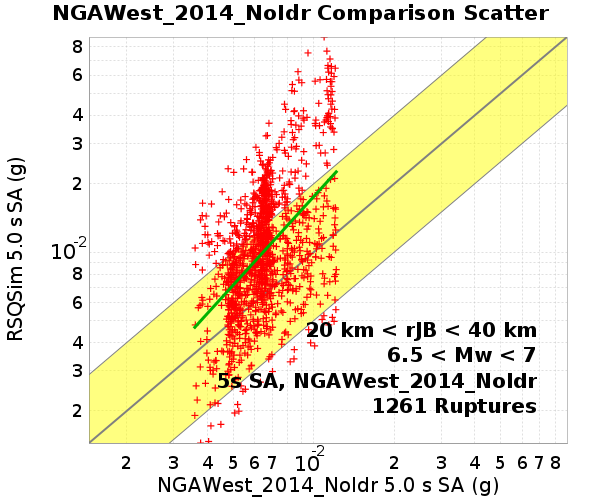 NGAWest_2014_NoIdr Comparison Scatter
8
6
4
3
2
10-2
8
6
4
3
2
RSQSim 5.0 s SA (g)
20 km < rJB < 40 km
6.5 < Mw < 7
5s SA, NGAWest_2014_NoIdr
1261 Ruptures
2 3 4 5 6 7 10-2 2 3 4 5 6 7 8
NGAWest_2014_NoIdr 5.0 s SA (g)